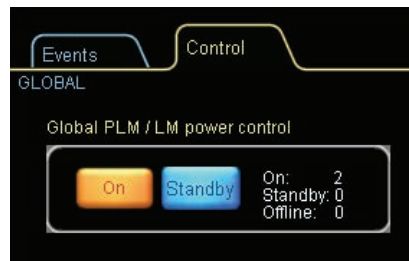 Events
Control
GLOBAL
Global PLM / LM power control
On
Standby
On: 2
Standby: 0
Offline: 0